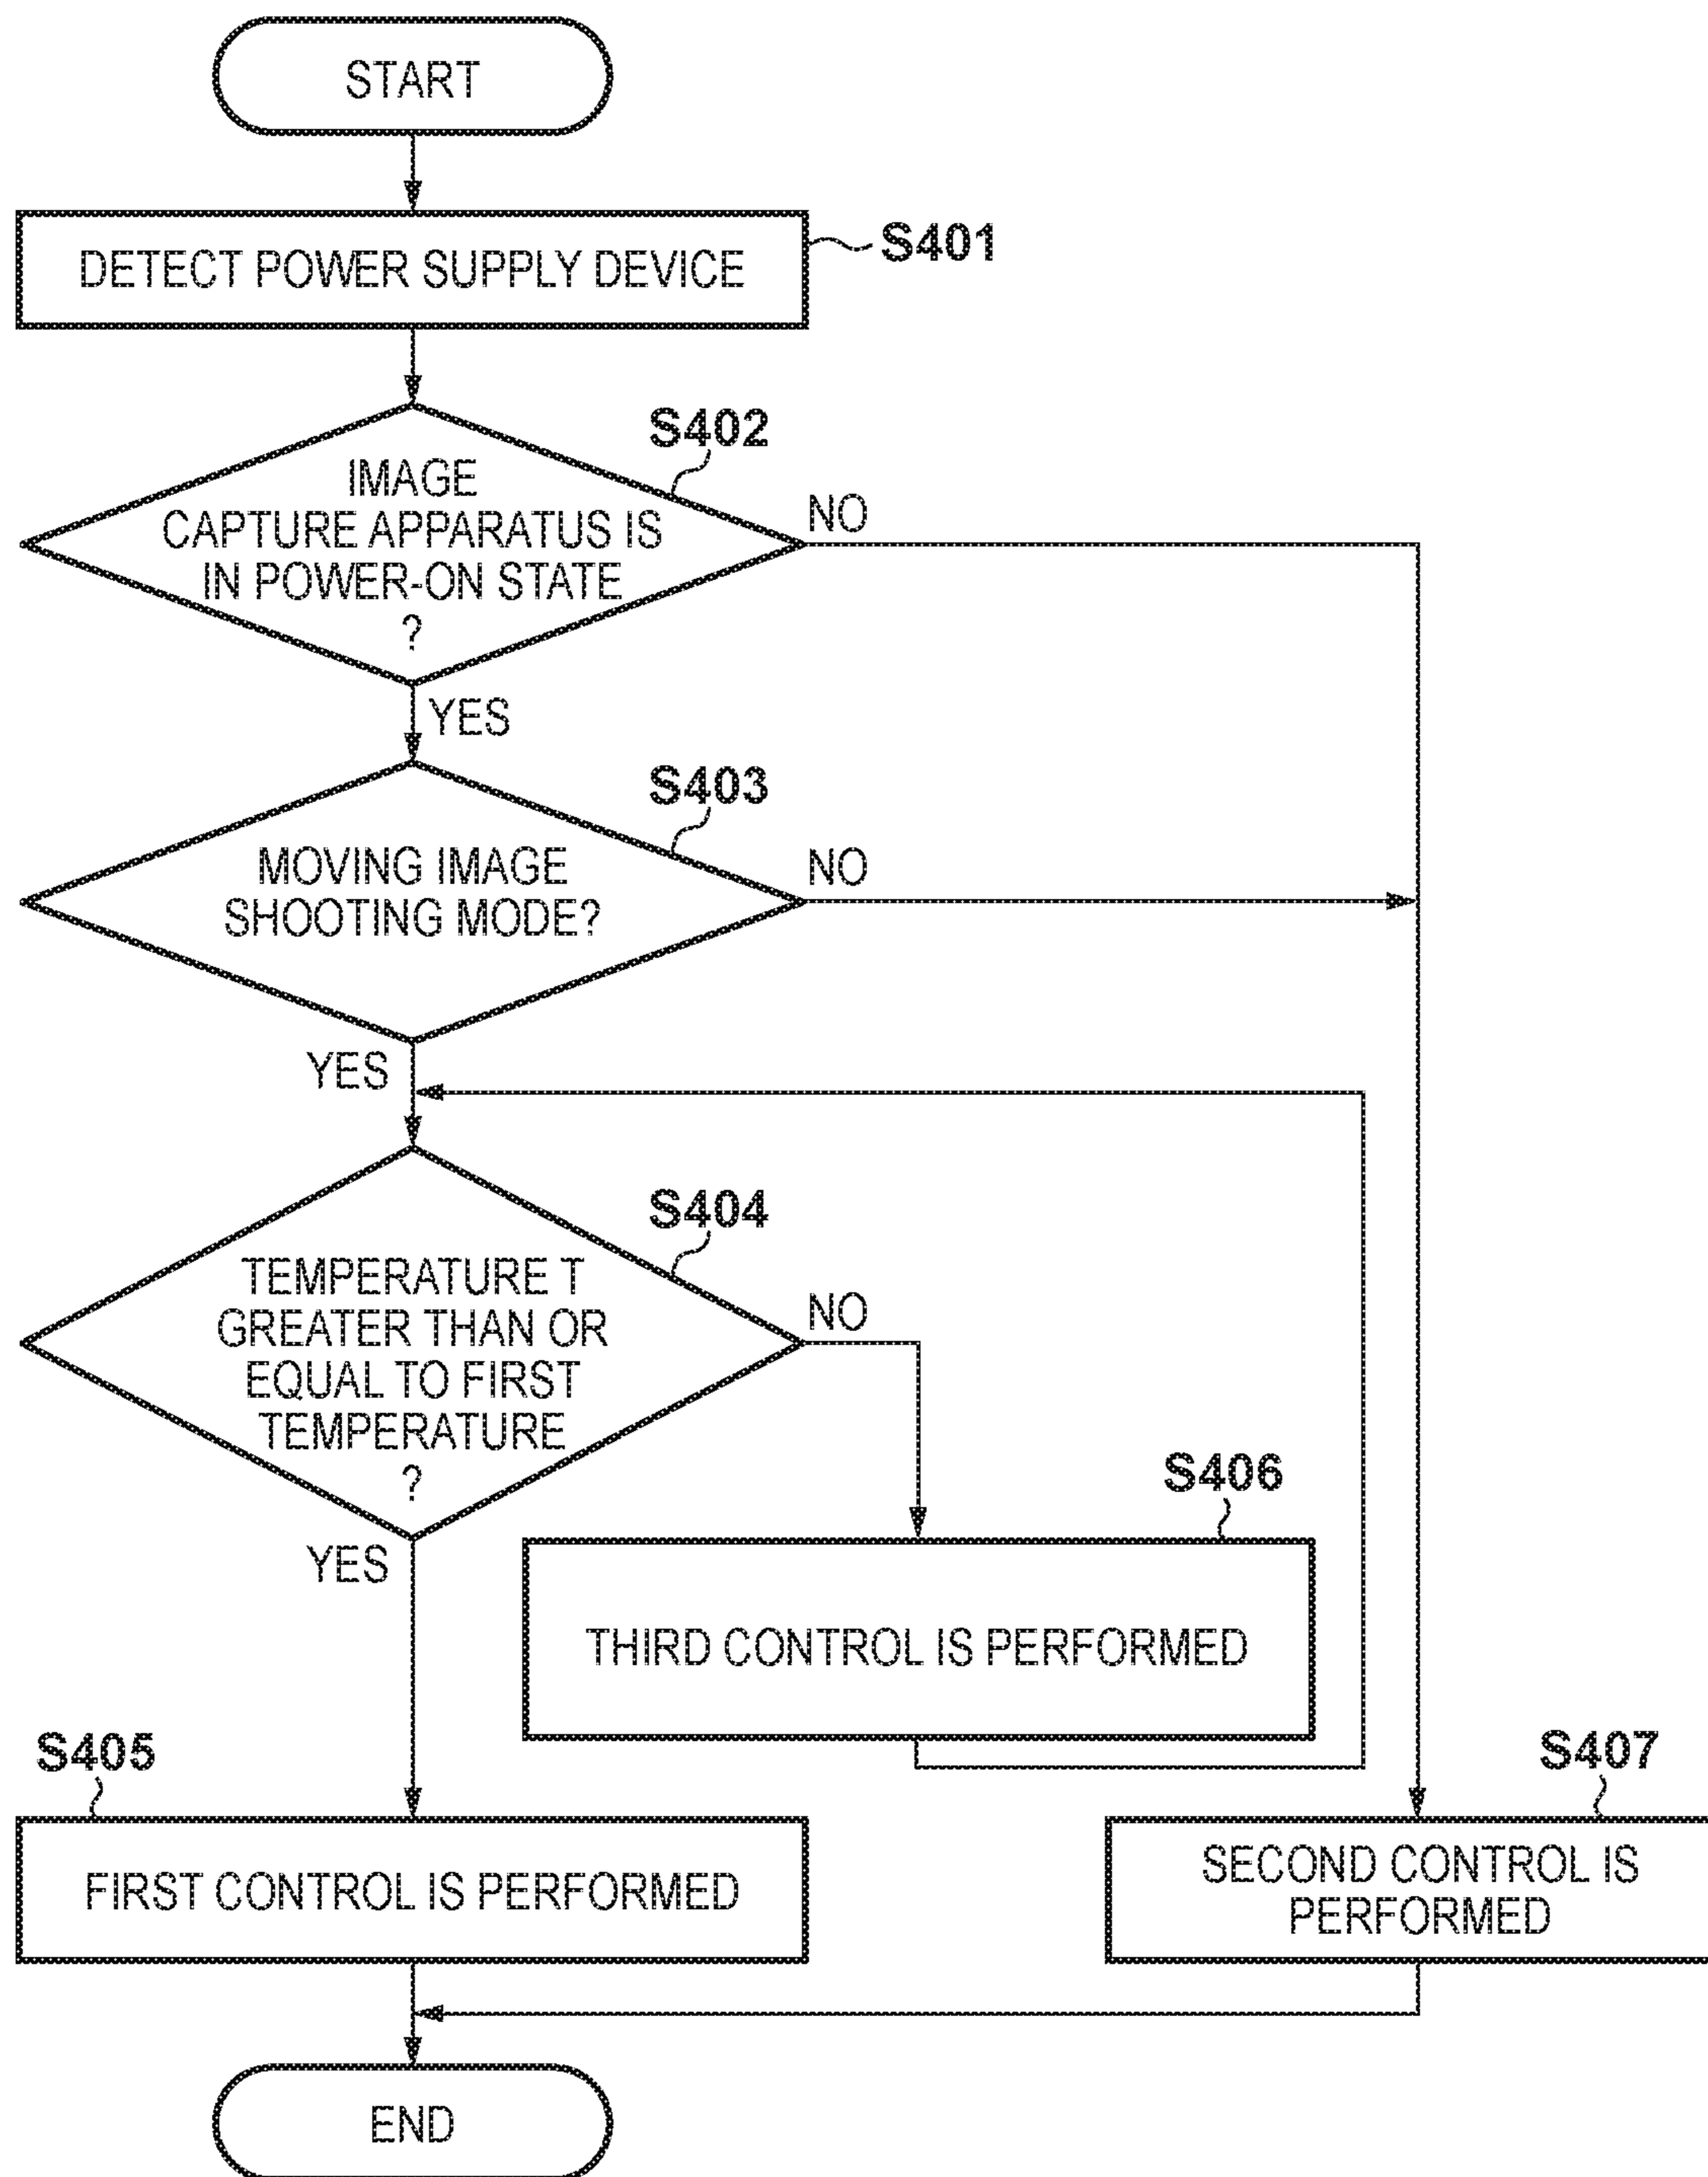 START
DETECT POWER SUPPLY DEVICE
S401
S402
IMAGE
CAPTURE APPARATUS IS
IN POWER-ON STATE
?
NO
YES
S403
MOVING IMAGE
SHOOTING MODE?
NO
YES
S404
TEMPERATURE T
GREATER THAN OR
EQUAL TO FIRST
TEMPERATURE
?
NO
YES
S406
THIRD CONTROL IS PERFORMED
S405
FIRST CONTROL IS PERFORMED
S407
SECOND CONTROL IS
PERFORMED
END